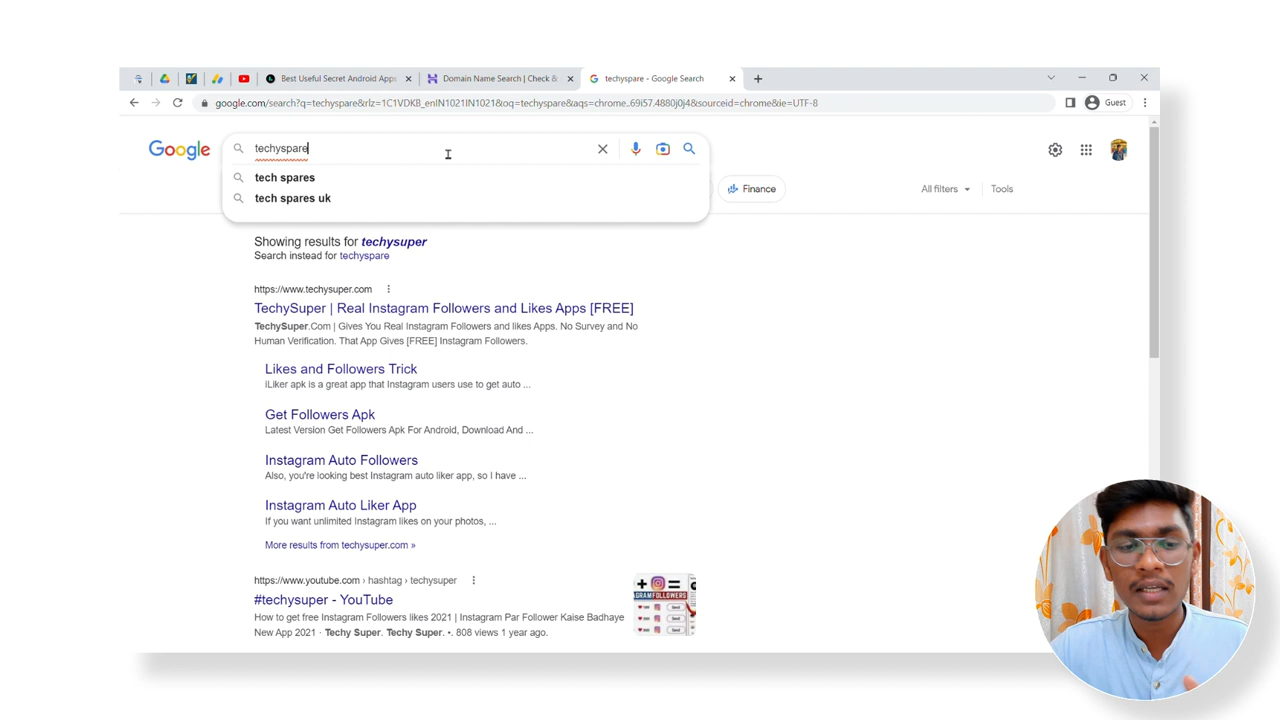 Best Useful Secret Android Apps
Domain Name Search | Check &
techyspare - Google Search
google.com/search?q=techyspare&rlz=1C1VDKB_enIN1021IN1021&oq=techyspare&aqs=chrome..69i57.4880j0j4&sourceid=chrome&ie=UTF-8
Guest
Google
techyspare
tech spares
tech spares uk
Finance
All filters
Tools
Showing results for techysuper
Search instead for techyspare
https://www.techysuper.com
TechySuper | Real Instagram Followers and Likes Apps [FREE]
TechySuper.Com | Gives You Real Instagram Followers and likes Apps. No Survey and No
Human Verification. That App Gives [FREE] Instagram Followers.
Likes and Followers Trick
iLiker apk is a great app that Instagram users use to get auto ...
Get Followers Apk
Latest Version Get Followers Apk For Android, Download And ...
Instagram Auto Followers
Also, you're looking best Instagram auto liker app, so I have ...
Instagram Auto Liker App
If you want unlimited Instagram likes on your photos, ...
More results from techysuper.com »
https://www.youtube.com › hashtag › techysuper
#techysuper - YouTube
How to get free Instagram Followers likes 2021 | Instagram Par Follower Kaise Badhaye
New App 2021 · Techy Super. Techy Super. •. 808 views 1 year ago.